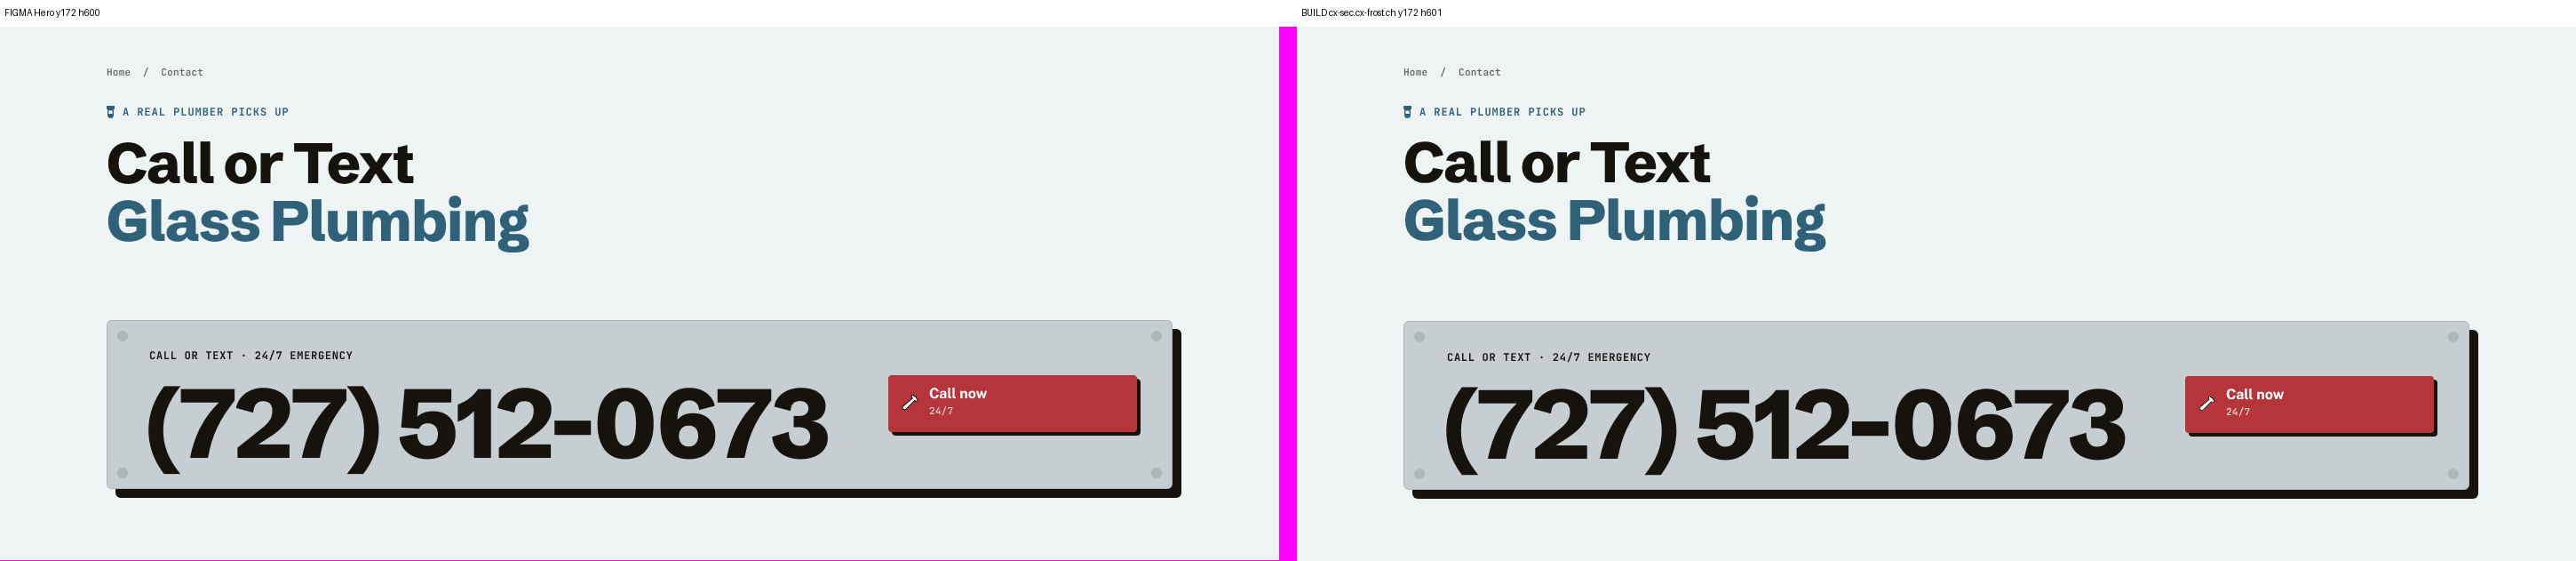 FIGMA Hero y172 h600
Home / Contact
A REAL PLUMBER PICKS UP
Call or Text
Glass Plumbing
CALL OR TEXT · 24/7 EMERGENCY
(727) 512-0673
Call now
24/7
BUILD cx-sec.cx-frost.ch y172 h601
Home / Contact
A REAL PLUMBER PICKS UP
Call or Text
Glass Plumbing
CALL OR TEXT · 24/7 EMERGENCY
(727) 512-0673
Call now
24/7